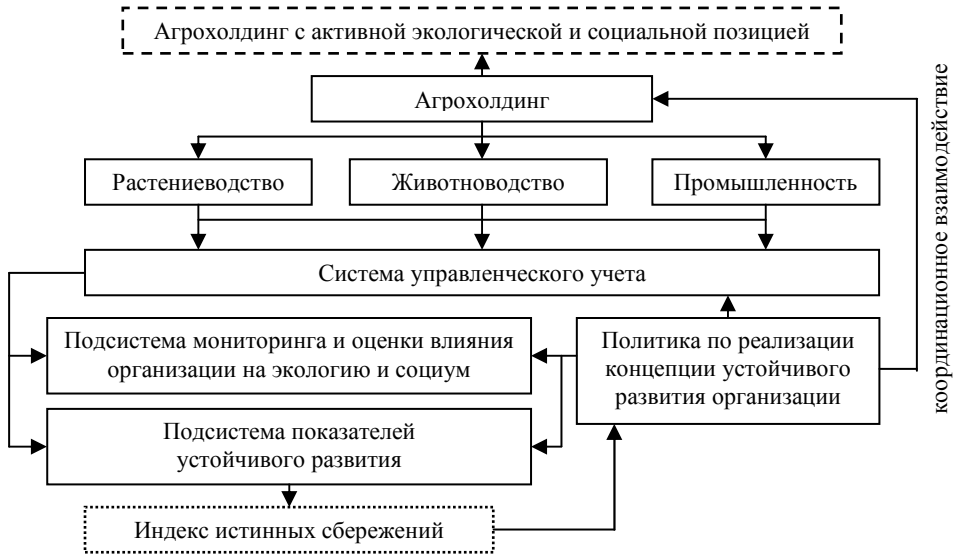 Агрохолдинг с активной экологической и социальной позицией
Агрохолдинг
Растениеводство
Животноводство
Промышленность
Система управленческого учета
Подсистема мониторинга и оценки влияния
организации на экологию и социум
Политика по реализации
концепции устойчивого
развития организации
Подсистема показателей
устойчивого развития
Индекс истинных сбережений
координационное взаимодействие